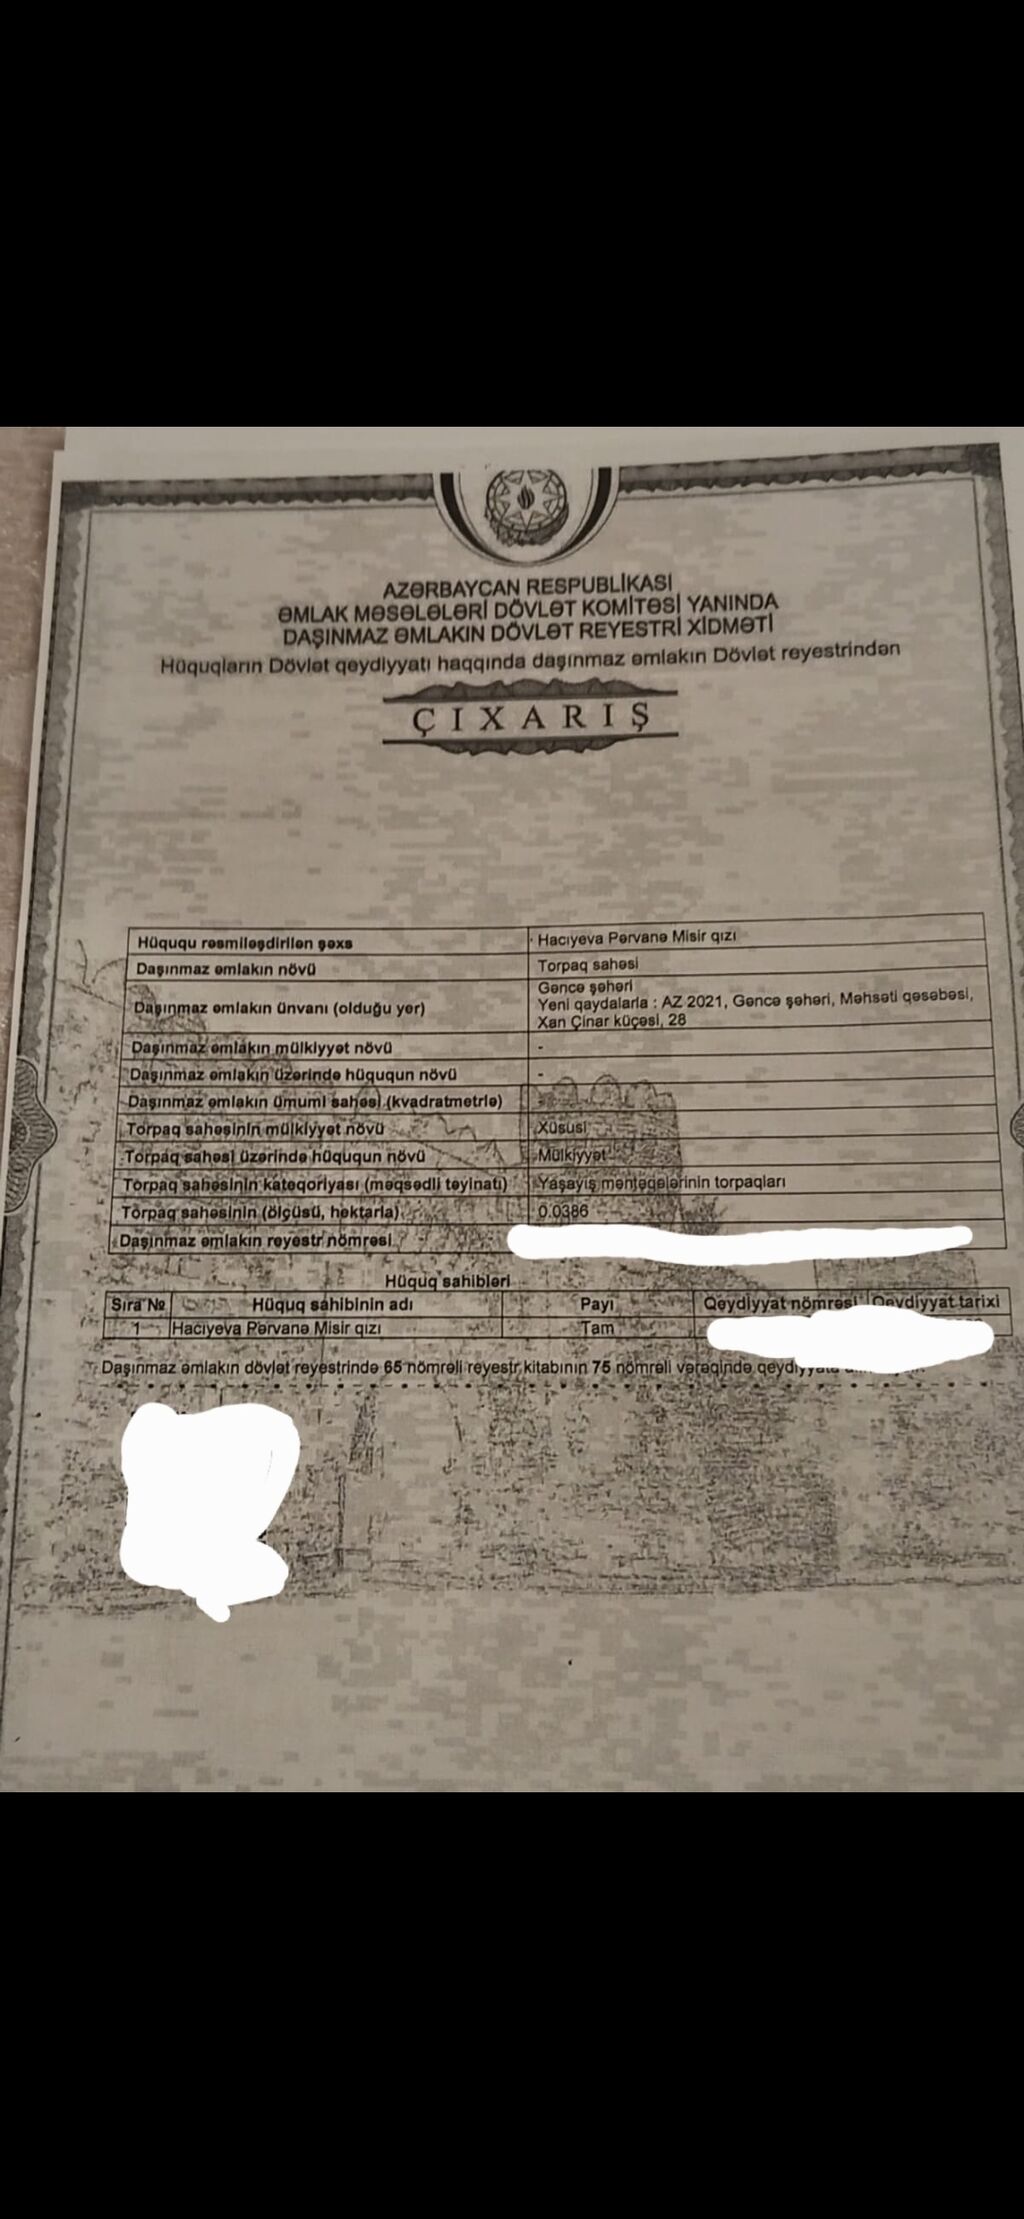 AZƏRBAYCAN RESPUBLİKASI
ƏMLAK MƏSƏLƏLƏRİ DÖVLƏT KOMİTƏSİ YANINDA
DAŞINMAZ ƏMLAKIN DÖVLƏT REYESTRİ XİDMƏTİ
Hüquqların Dövlət qeydiyyatı haqqında daşınmaz əmlakın Dövlət reyestrindən
ÇIXARIŞ
Hüququ rəsmiləşdirilən şəxs Hacıyeva Pərvanə Misir qızı
Daşınmaz əmlakın növü Torpaq sahəsi
Daşınmaz əmlakın ünvanı (olduğu yer) Gəncə şəhəri
Yeni qaydalarla : AZ 2021, Gəncə şəhəri, Məhsəti qəsəbəsi,
Xan Çinar küçəsi, 28
Daşınmaz əmlakın mülkiyyət növü -
Daşınmaz əmlakın üzərində hüququn növü -
Daşınmaz əmlakın ümumi sahəsi (kvadratmetrlə) -
Torpaq sahəsinin mülkiyyət növü Xüsusi
Torpaq sahəsi üzərində hüququn növü Mülkiyyət
Torpaq sahəsinin kateqoriyası (məqsədli təyinatı) Yaşayış məntəqələrinin torpaqları
Torpaq sahəsinin (ölçüsü, hektarla) 0.0386
Daşınmaz əmlakın reyestr nömrəsi
Hüquq sahibləri
Sıra № Hüquq sahibinin adı Payı Qeydiyyat nömrəsi Qeydiyyat tarixi
1 Hacıyeva Pərvanə Misir qızı Tam
Daşınmaz əmlakın dövlət reyestrində 65 nömrəli reyestr kitabının 75 nömrəli vərəqində